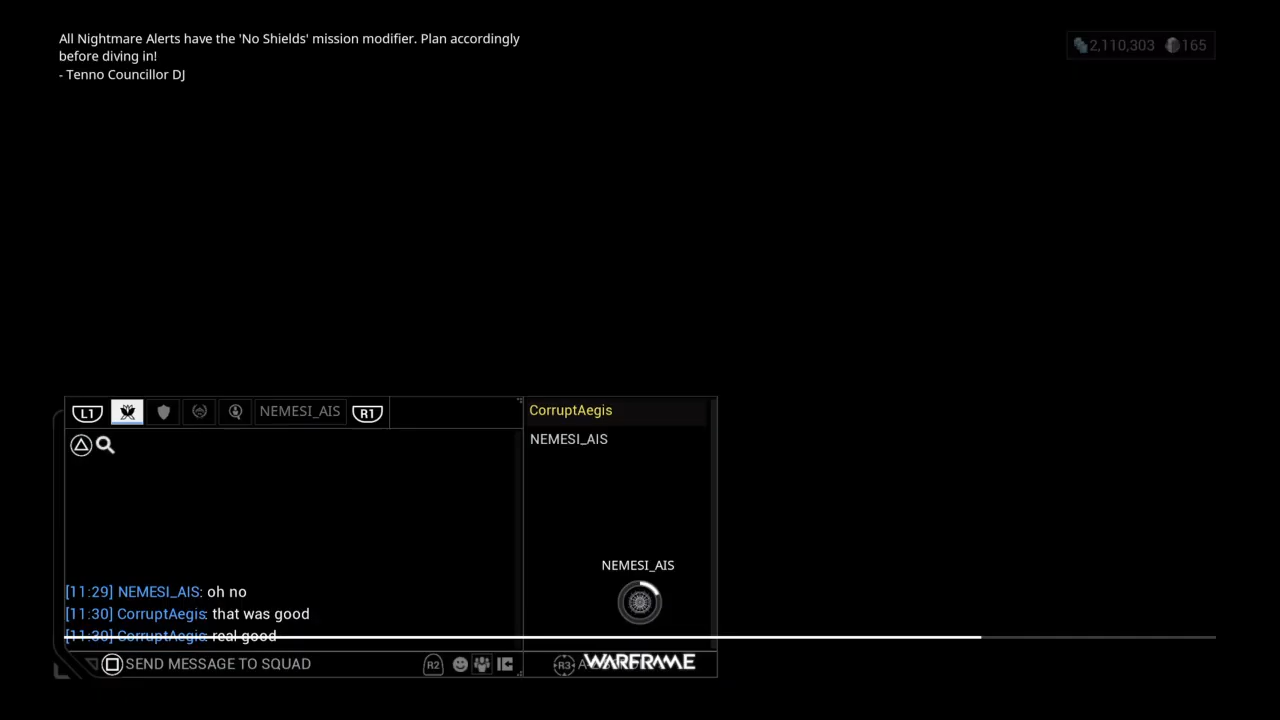 All Nightmare Alerts have the 'No Shields' mission modifier. Plan accordingly
before diving in!
- Tenno Councillor DJ
2,110,303 165
L1 NEMESI_AIS R1
CorruptAegis
NEMESI_AIS
NEMESI_AIS
[11:29] NEMESI_AIS: oh no
[11:30] CorruptAegis: that was good
[11:30] CorruptAegis: real good
SEND MESSAGE TO SQUAD R2 R3
WARFRAME